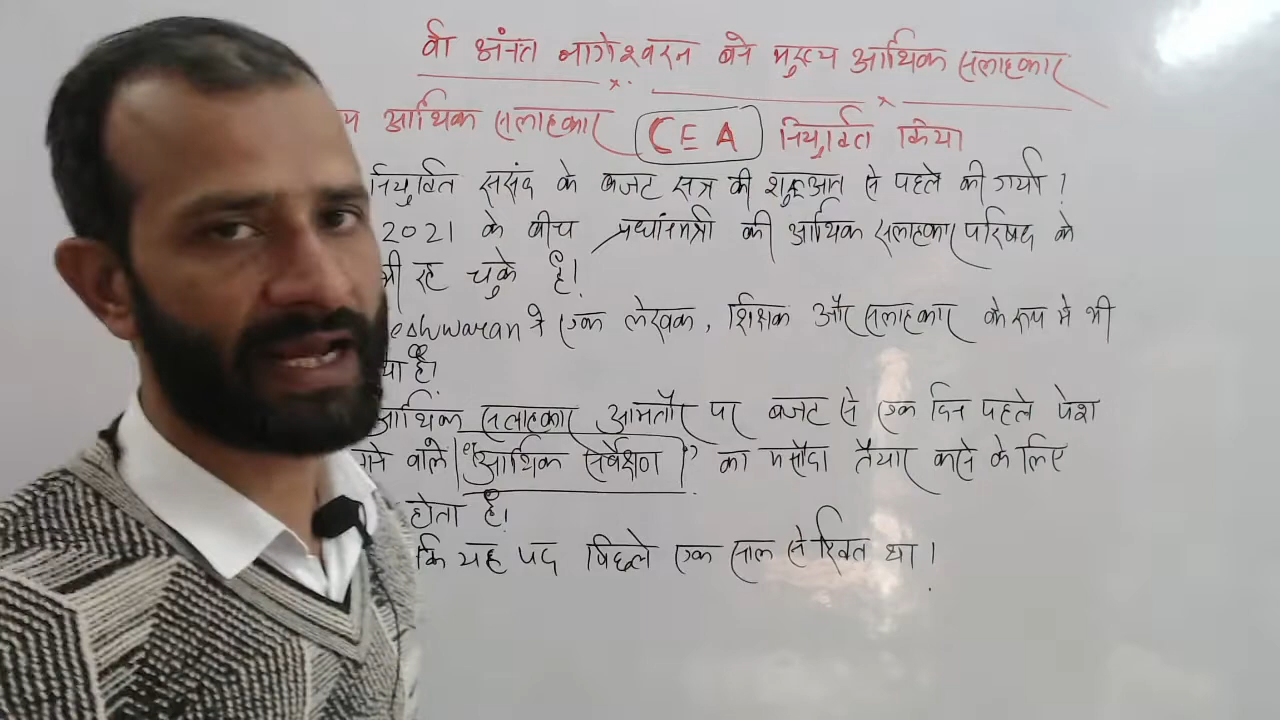 वी अंनत नागेश्वरन बने मुख्य आर्थिक सलाहकार
य आर्थिक सलाहकार CEA नियुक्ति किया
नियुक्ति संसंद के बजट सत्र की शुरूआत से पहले की गयी।
2021 के बीच प्रधांनमंत्री की आर्थिक सलाहकार परिषद के
भी रह चुके है।
eshwaran ने एक लेखक, शिक्षक और सलाहकार के रूप मे भी
या है।
आर्थिक सलाहकार आमतौर पर बजट से एक दिन पहले पेश
ाने वाले "आर्थिक सर्वेक्षण" का मसौदा तैयार करने के लिए
होता है।
कि यह पद पिछले एक साल से रिक्त था।